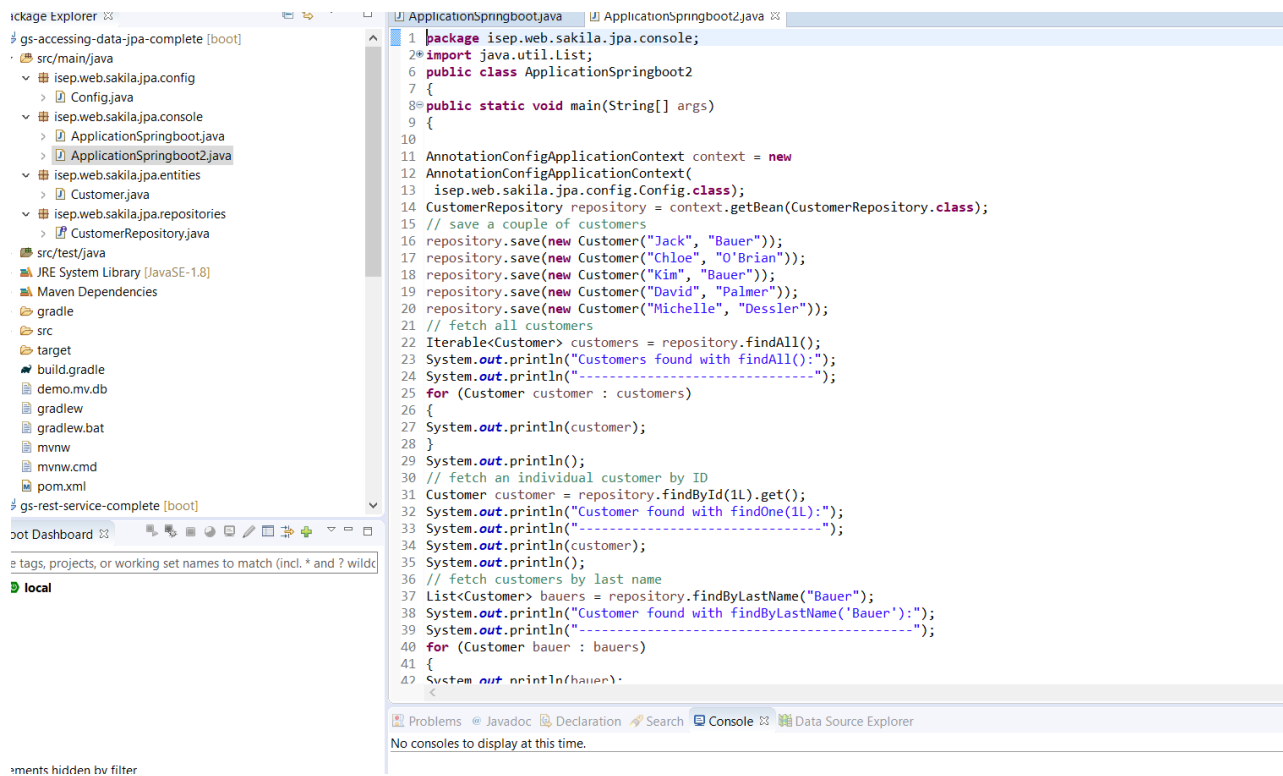 ackage Explorer
gs-accessing-data-jpa-complete [boot]
src/main/java
isep.web.sakila.jpa.config
Config.java
isep.web.sakila.jpa.console
ApplicationSpringboot.java
ApplicationSpringboot2.java
isep.web.sakila.jpa.entities
Customer.java
isep.web.sakila.jpa.repositories
CustomerRepository.java
src/test/java
JRE System Library [JavaSE-1.8]
Maven Dependencies
gradle
src
target
build.gradle
demo.mv.db
gradlew
gradlew.bat
mvnw
mvnw.cmd
pom.xml
gs-rest-service-complete [boot]
oot Dashboard
e tags, projects, or working set names to match (incl. * and ? wildc
local
ements hidden by filter
ApplicationSpringboot.java ApplicationSpringboot2.java
1 package isep.web.sakila.jpa.console;
2 import java.util.List;
6 public class ApplicationSpringboot2
7 {
8 public static void main(String[] args)
9 {
10
11 AnnotationConfigApplicationContext context = new
12 AnnotationConfigApplicationContext(
13 isep.web.sakila.jpa.config.Config.class);
14 CustomerRepository repository = context.getBean(CustomerRepository.class);
15 // save a couple of customers
16 repository.save(new Customer("Jack", "Bauer"));
17 repository.save(new Customer("Chloe", "O'Brian"));
18 repository.save(new Customer("Kim", "Bauer"));
19 repository.save(new Customer("David", "Palmer"));
20 repository.save(new Customer("Michelle", "Dessler"));
21 // fetch all customers
22 Iterable<Customer> customers = repository.findAll();
23 System.out.println("Customers found with findAll():");
24 System.out.println("-------------------------------");
25 for (Customer customer : customers)
26 {
27 System.out.println(customer);
28 }
29 System.out.println();
30 // fetch an individual customer by ID
31 Customer customer = repository.findById(1L).get();
32 System.out.println("Customer found with findOne(1L):");
33 System.out.println("--------------------------------");
34 System.out.println(customer);
35 System.out.println();
36 // fetch customers by last name
37 List<Customer> bauers = repository.findByLastName("Bauer");
38 System.out.println("Customer found with findByLastName('Bauer'):");
39 System.out.println("--------------------------------------------");
40 for (Customer bauer : bauers)
41 {
42 System.out.println(bauer);
Problems Javadoc Declaration Search Console Data Source Explorer
No consoles to display at this time.